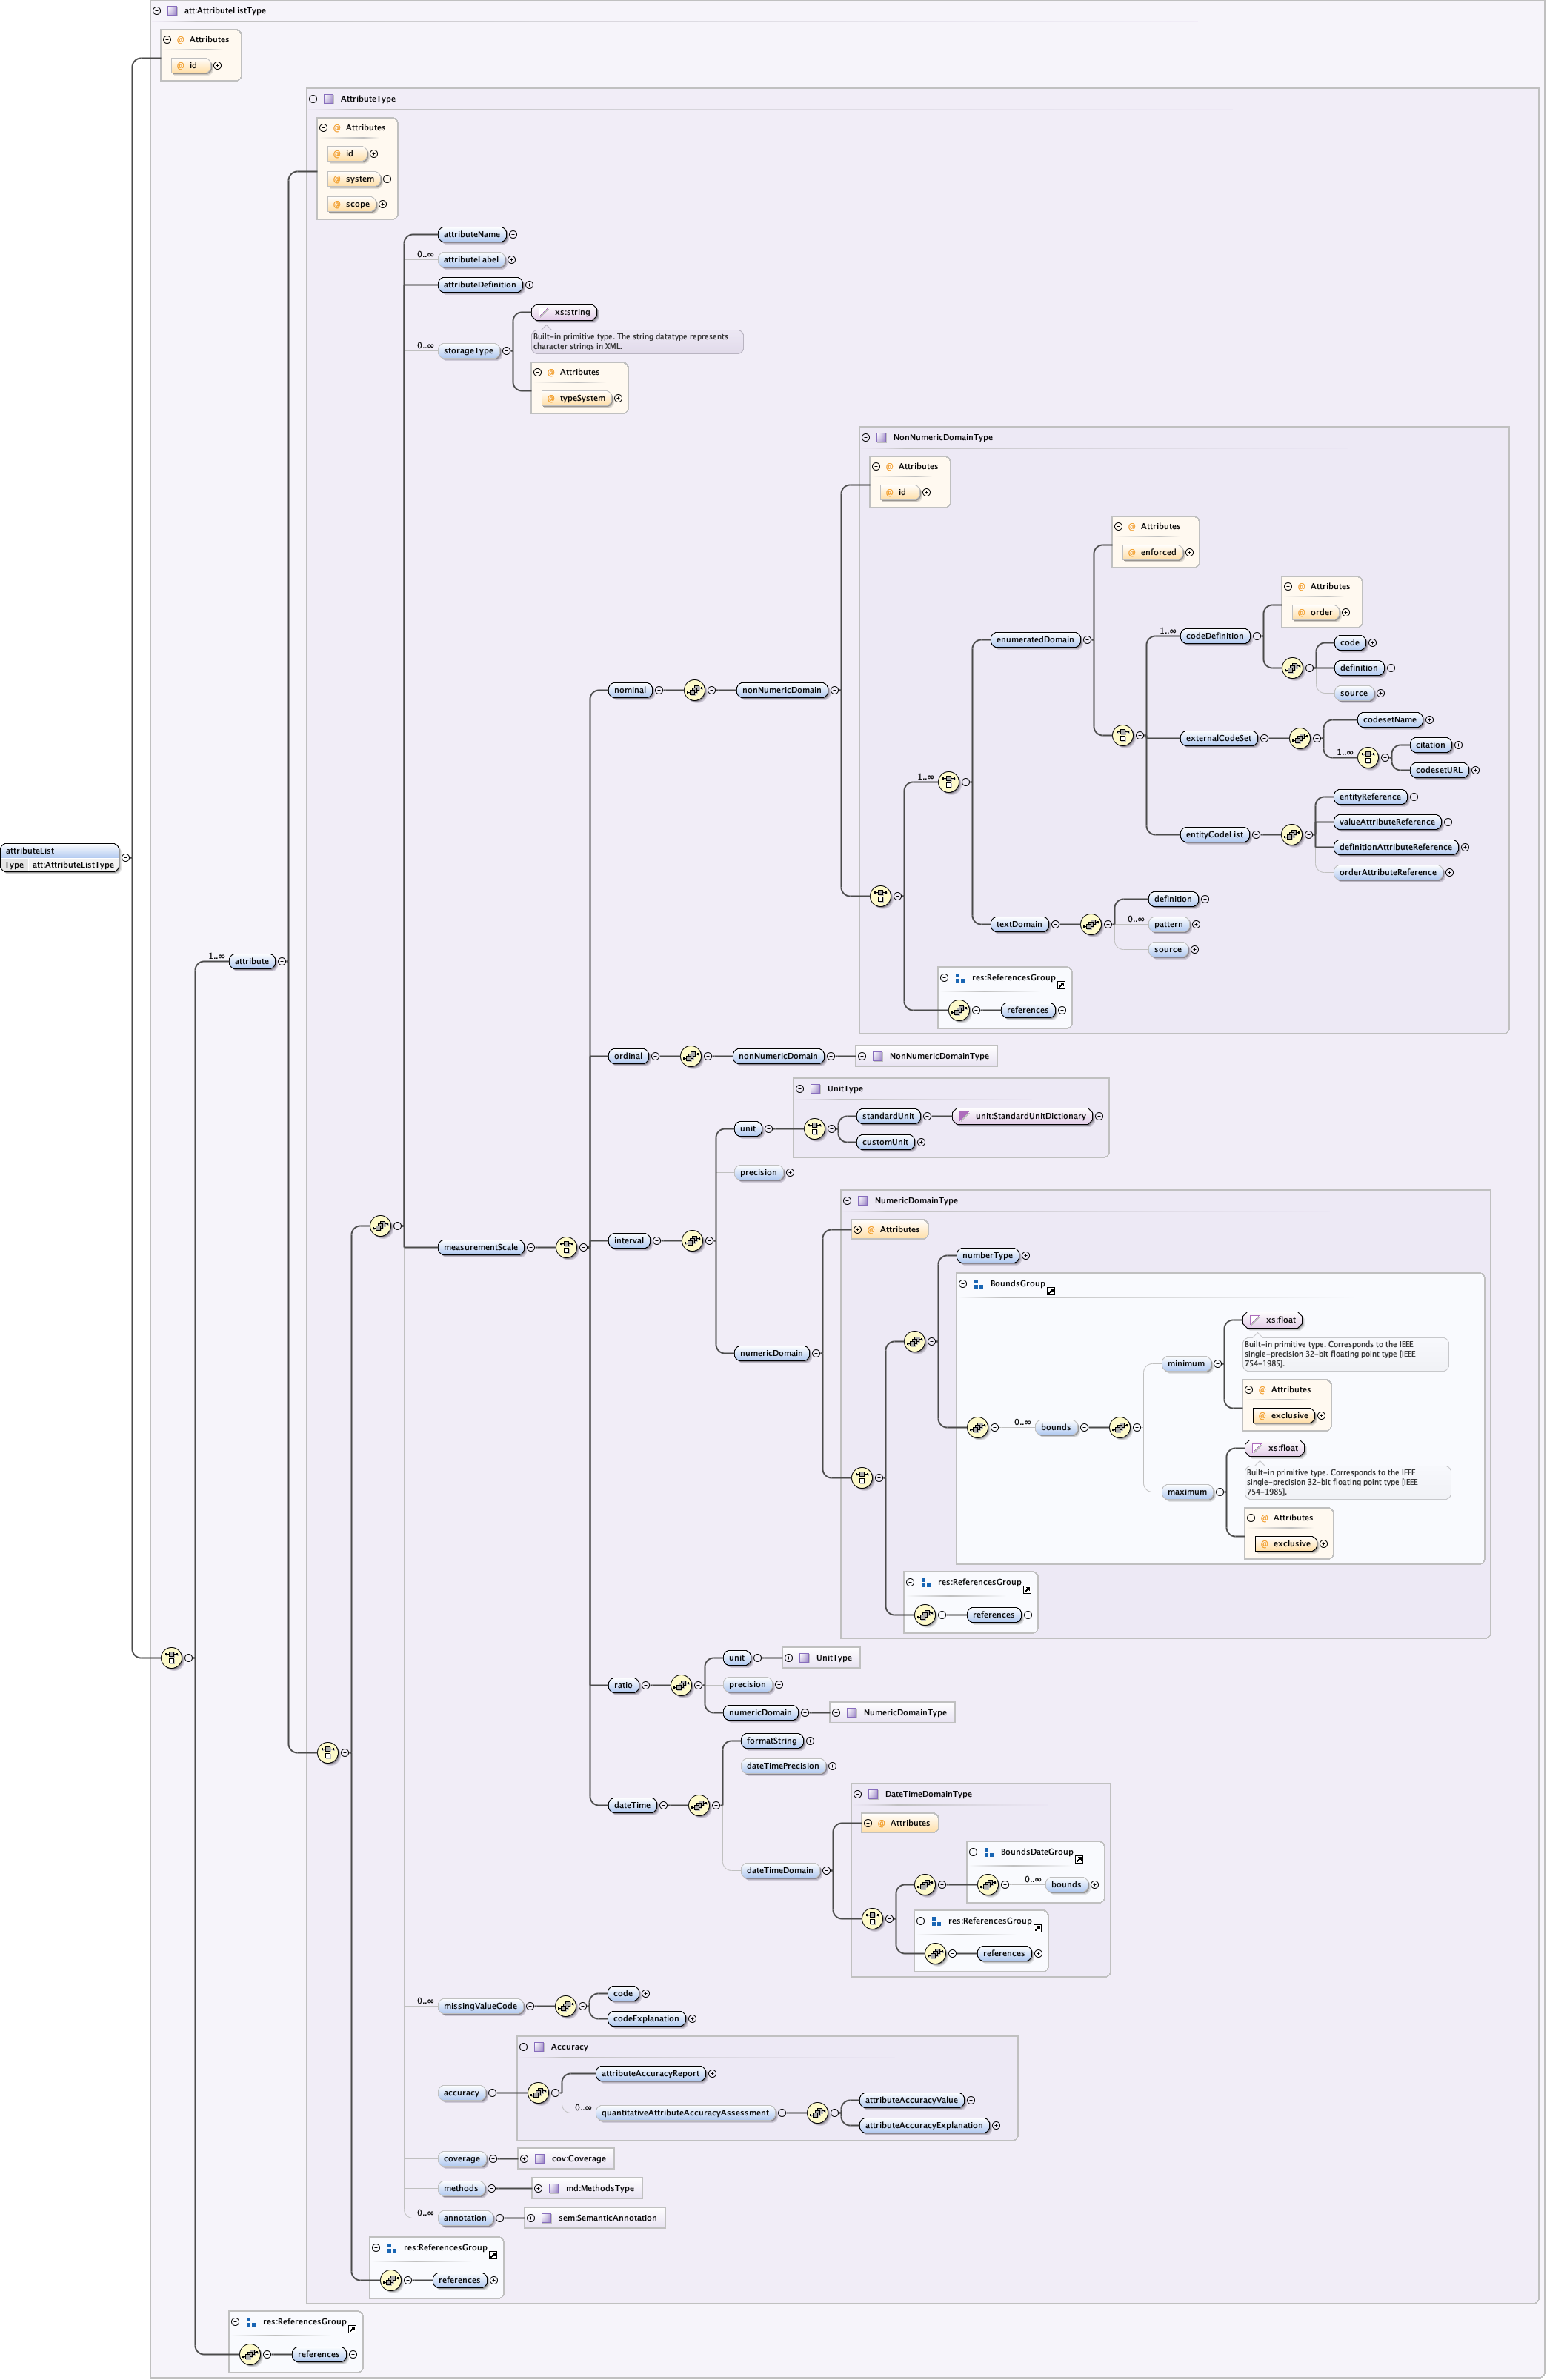 att:AttributeListType
@ Attributes
@ id
AttributeType
@ Attributes
@ id
@ system
@ scope
attributeName
0..∞ attributeLabel
attributeDefinition
xs:string
Built-in primitive type. The string datatype represents
character strings in XML.
0..∞ storageType
@ Attributes
@ typeSystem
NonNumericDomainType
@ Attributes
@ id
@ Attributes
@ enforced
@ Attributes
@ order
1..∞ codeDefinition
enumeratedDomain
code
definition
source
nominal
nonNumericDomain
codesetName
externalCodeSet
citation
1..∞
codesetURL
1..∞
entityReference
valueAttributeReference
entityCodeList
definitionAttributeReference
orderAttributeReference
attributeList
Type att:AttributeListType
definition
textDomain
0..∞ pattern
source
1..∞ attribute
res:ReferencesGroup
references
ordinal
nonNumericDomain
NonNumericDomainType
UnitType
standardUnit
unit:StandardUnitDictionary
unit
customUnit
precision
NumericDomainType
@ Attributes
interval
measurementScale
numberType
BoundsGroup
xs:float
Built-in primitive type. Corresponds to the IEEE
single-precision 32-bit floating point type [IEEE
754-1985].
numericDomain
minimum
@ Attributes
@ exclusive
0..∞ bounds
xs:float
Built-in primitive type. Corresponds to the IEEE
single-precision 32-bit floating point type [IEEE
754-1985].
maximum
@ Attributes
@ exclusive
res:ReferencesGroup
references
unit
UnitType
ratio
precision
numericDomain
NumericDomainType
formatString
dateTimePrecision
DateTimeDomainType
dateTime
@ Attributes
BoundsDateGroup
dateTimeDomain
0..∞ bounds
res:ReferencesGroup
references
code
0..∞ missingValueCode
codeExplanation
Accuracy
attributeAccuracyReport
accuracy
attributeAccuracyValue
0..∞ quantitativeAttributeAccuracyAssessment
attributeAccuracyExplanation
coverage
cov:Coverage
methods
md:MethodsType
0..∞ annotation
sem:SemanticAnnotation
res:ReferencesGroup
references
res:ReferencesGroup
references